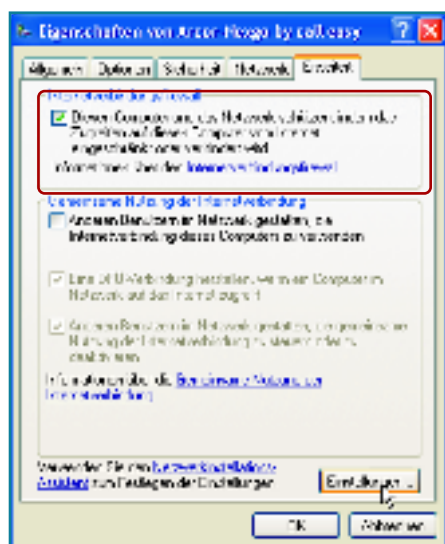 Eigenschaften von Arcor Nexgo by call easy
Allgemein Optionen Sicherheit Netzwerk Erweitert
Internetverbindungsfirewall
Diesen Computer und das Netzwerk schützen, indem das
Zugreifen auf diesen Computer vom Internet
eingeschränkt oder verhindert wird
Informationen über den Internetverbindungsfirewall
Gemeinsame Nutzung der Internetverbindung
Anderen Benutzern im Netzwerk gestatten, die
Internetverbindung dieses Computers zu verwenden
Eine DFÜ-Verbindung herstellen, wenn ein Computer im
Netzwerk auf das Internet zugreift
Anderen Benutzern im Netzwerk gestatten, die gemeinsame
Nutzung der Internetverbindung zu steuern oder zu
deaktivieren
Informationen über die Gemeinsame Nutzung der
Internetverbindung
Verwenden Sie den Netzwerkinstallations-
Assistent zum Festlegen der Einstellungen
Einstellungen...
OK Abbrechen